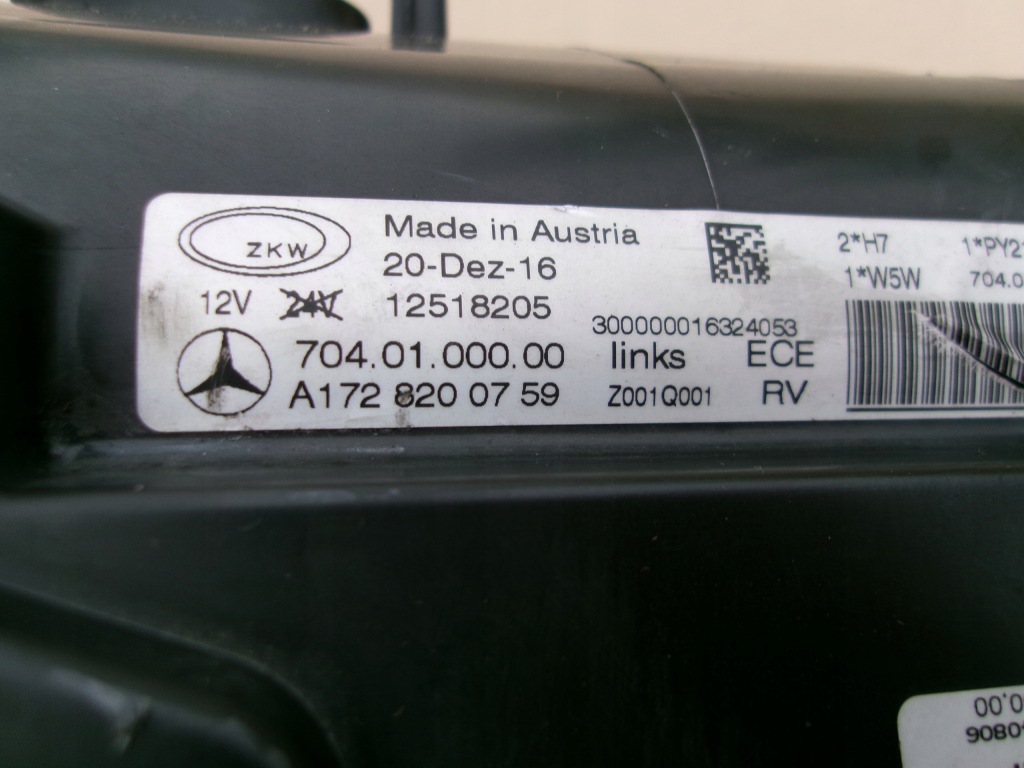 ZKW
Made in Austria
20-Dez-16
12V 24V 12518205
300000016324053
704.01.000.00 links ECE
A172 820 07 59 Z001Q001 RV
2*H7
1*W5W